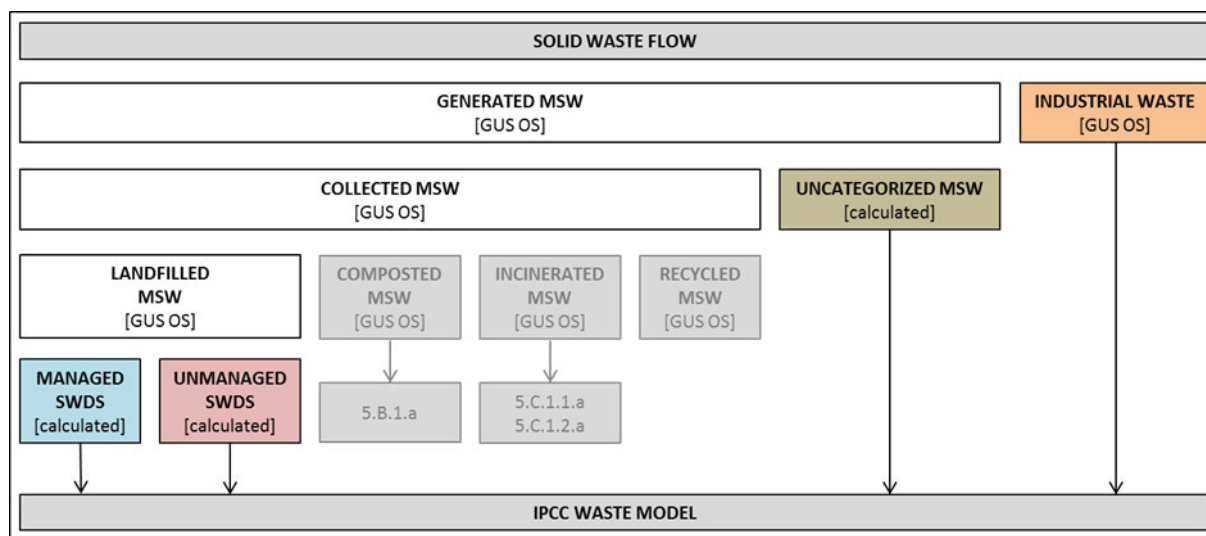 SOLID WASTE FLOW
GENERATED MSW
[GUS OS]
INDUSTRIAL WASTE
[GUS OS]
COLLECTED MSW
[GUS OS]
UNCATEGORIZED MSW
[calculated]
LANDFILLED
MSW
[GUS OS]
COMPOSTED
MSW
[GUS OS]
INCINERATED
MSW
[GUS OS]
RECYCLED
MSW
[GUS OS]
MANAGED
SWDS
[calculated]
UNMANAGED
SWDS
[calculated]
5.B.1.a
5.C.1.1.a
5.C.1.2.a
IPCC WASTE MODEL